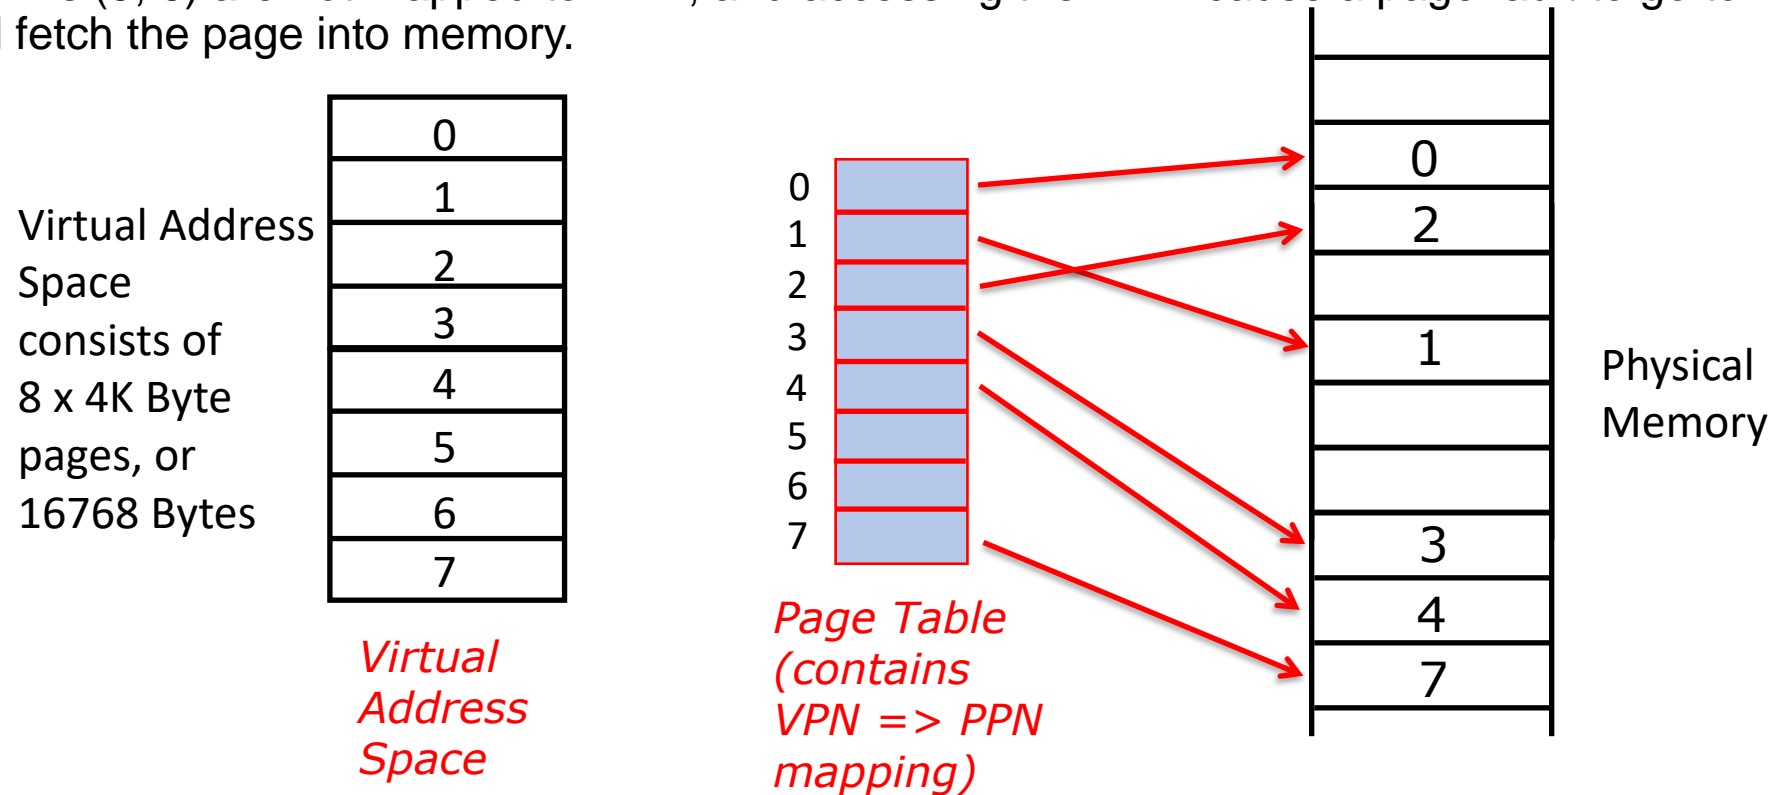 fetch the page into memory.
Virtual Address
Space
consists of
8 x 4K Byte
pages, or
16768 Bytes
0
1
2
3
4
5
6
7
Virtual
Address
Space
0
1
2
3
4
5
6
7
Page Table
(contains
VPN => PPN
mapping)
0
2
1
3
4
7
Physical
Memory